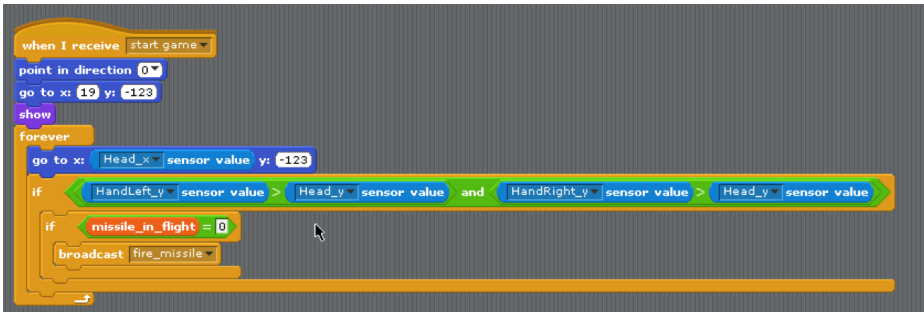 when I receive start game
point in direction 0
go to x: 19 y: -123
show
forever
go to x: Head_x sensor value y: -123
if HandLeft_y sensor value > Head_y sensor value and HandRight_y sensor value > Head_y sensor value
if missile_in_flight = 0
broadcast fire_missile